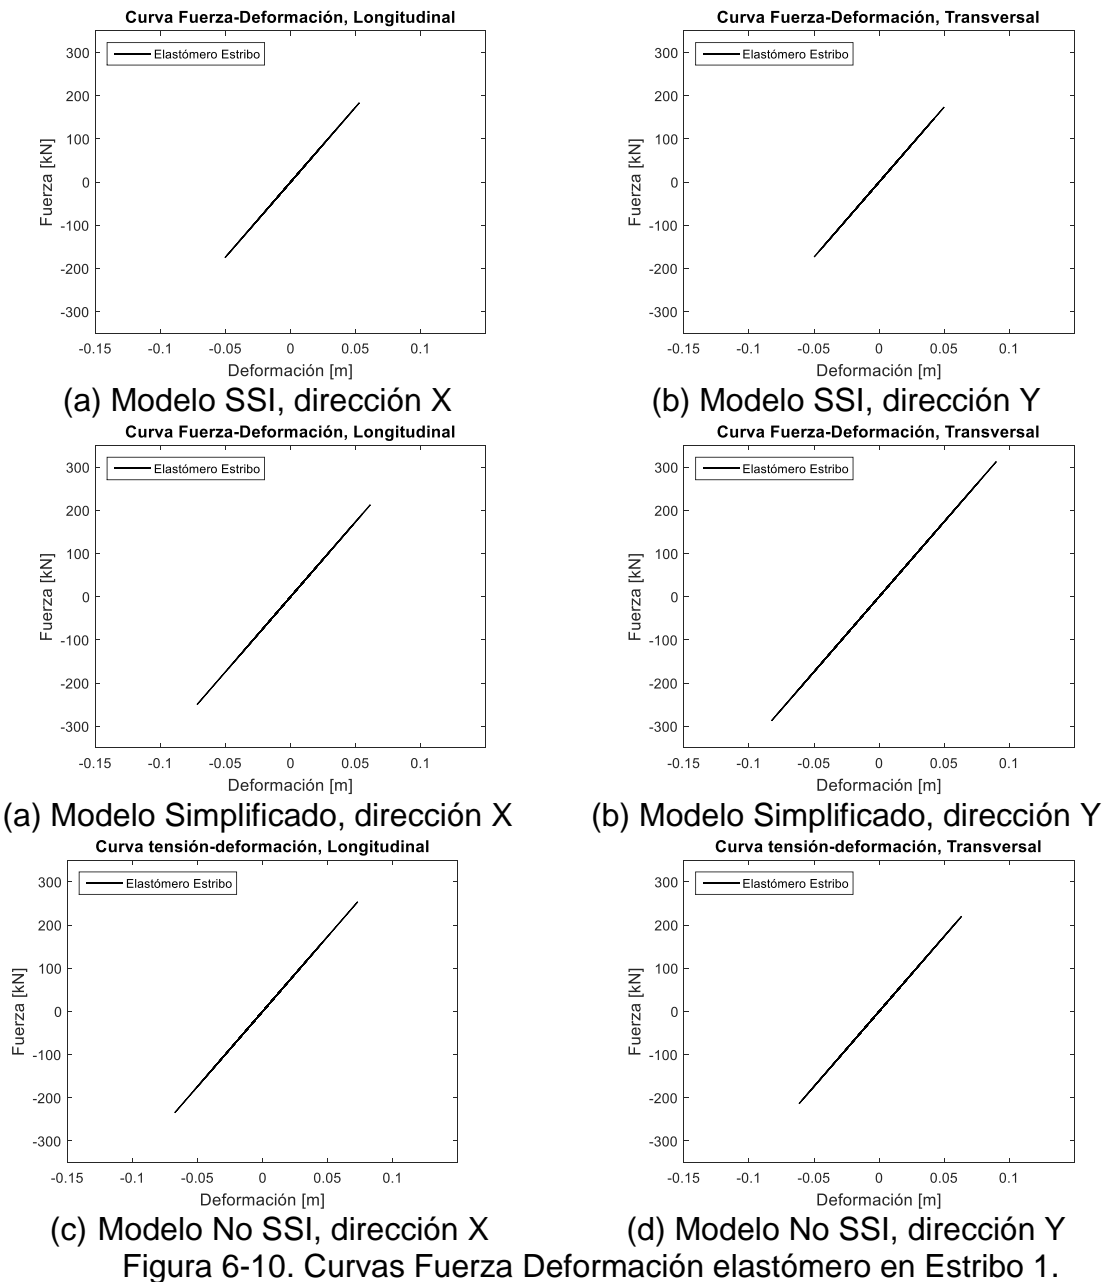 Curva Fuerza-Deformación, Longitudinal
Elastómero Estribo
300
200
100
0
-100
-200
-300
Fuerza [kN]
-0.15 -0.1 -0.05 0 0.05 0.1
Deformación [m]
(a) Modelo SSI, dirección X
Curva Fuerza-Deformación, Transversal
Elastómero Estribo
300
200
100
0
-100
-200
-300
Fuerza [kN]
-0.15 -0.1 -0.05 0 0.05 0.1
Deformación [m]
(b) Modelo SSI, dirección Y
Curva Fuerza-Deformación, Longitudinal
Elastómero Estribo
300
200
100
0
-100
-200
-300
Fuerza [kN]
-0.15 -0.1 -0.05 0 0.05 0.1
Deformación [m]
(a) Modelo Simplificado, dirección X
Curva Fuerza-Deformación, Transversal
Elastómero Estribo
300
200
100
0
-100
-200
-300
Fuerza [kN]
-0.15 -0.1 -0.05 0 0.05 0.1
Deformación [m]
(b) Modelo Simplificado, dirección Y
Curva tensión-deformación, Longitudinal
Elastómero Estribo
300
200
100
0
-100
-200
-300
Fuerza [kN]
-0.15 -0.1 -0.05 0 0.05 0.1
Deformación [m]
(c) Modelo No SSI, dirección X
Curva tensión-deformación, Transversal
Elastómero Estribo
300
200
100
0
-100
-200
-300
Fuerza [kN]
-0.15 -0.1 -0.05 0 0.05 0.1
Deformación [m]
(d) Modelo No SSI, dirección Y
Figura 6-10. Curvas Fuerza Deformación elastómero en Estribo 1.